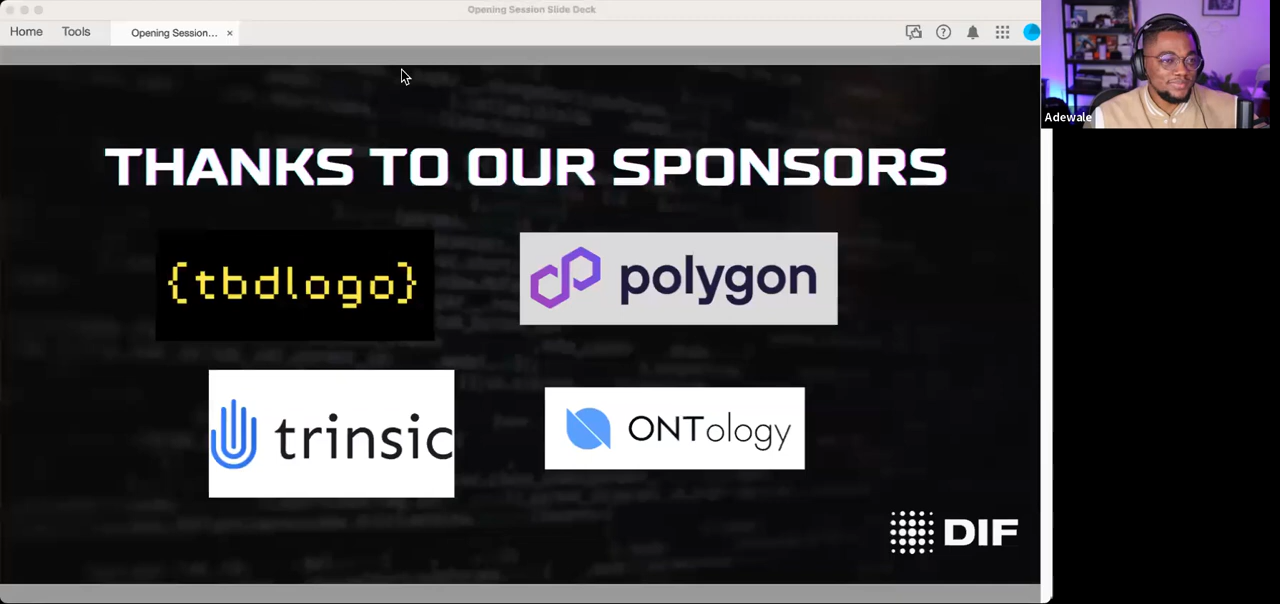 Opening Session Slide Deck
Home Tools Opening Session... ×
Adewale
THANKS TO OUR SPONSORS
{tbdlogo}
polygon
trinsic
ONTology
DIF